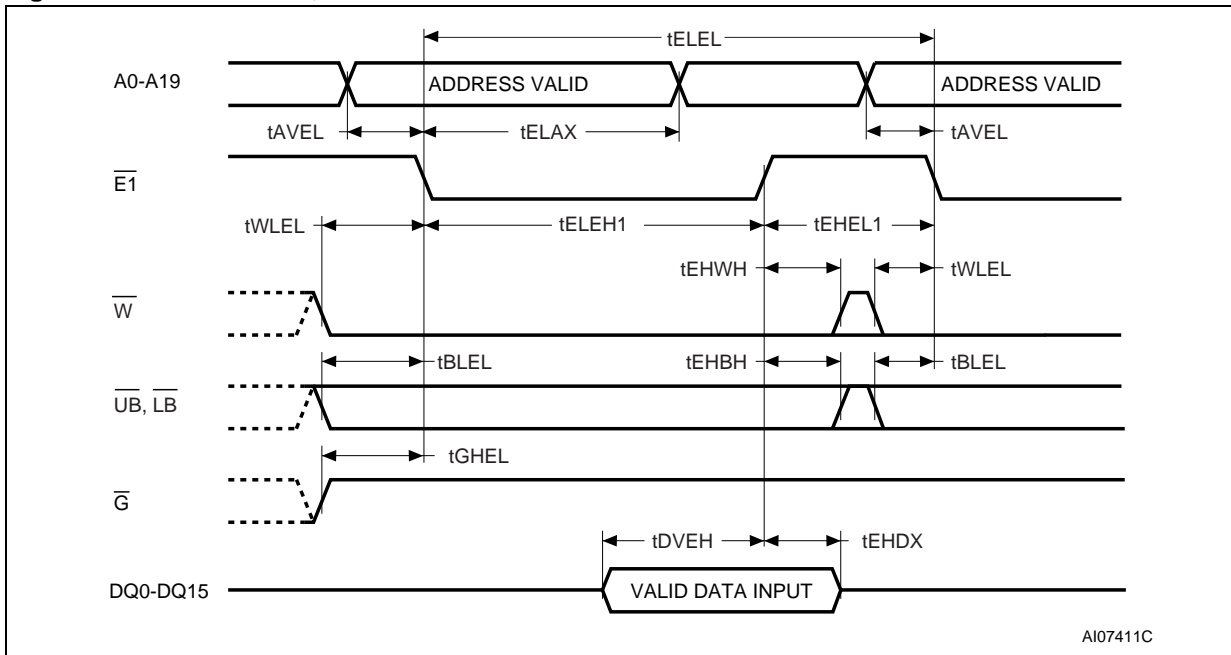 tELEL
A0-A19
ADDRESS VALID
ADDRESS VALID
tAVEL
tELAX
tAVEL
E1
tWLEL
tELEH1
tEHEL1
tEHWH
tWLEL
W
tBLEL
tEHBH
tBLEL
UB, LB
tGHEL
G
tDVEH
tEHDX
DQ0-DQ15
VALID DATA INPUT
AI07411C